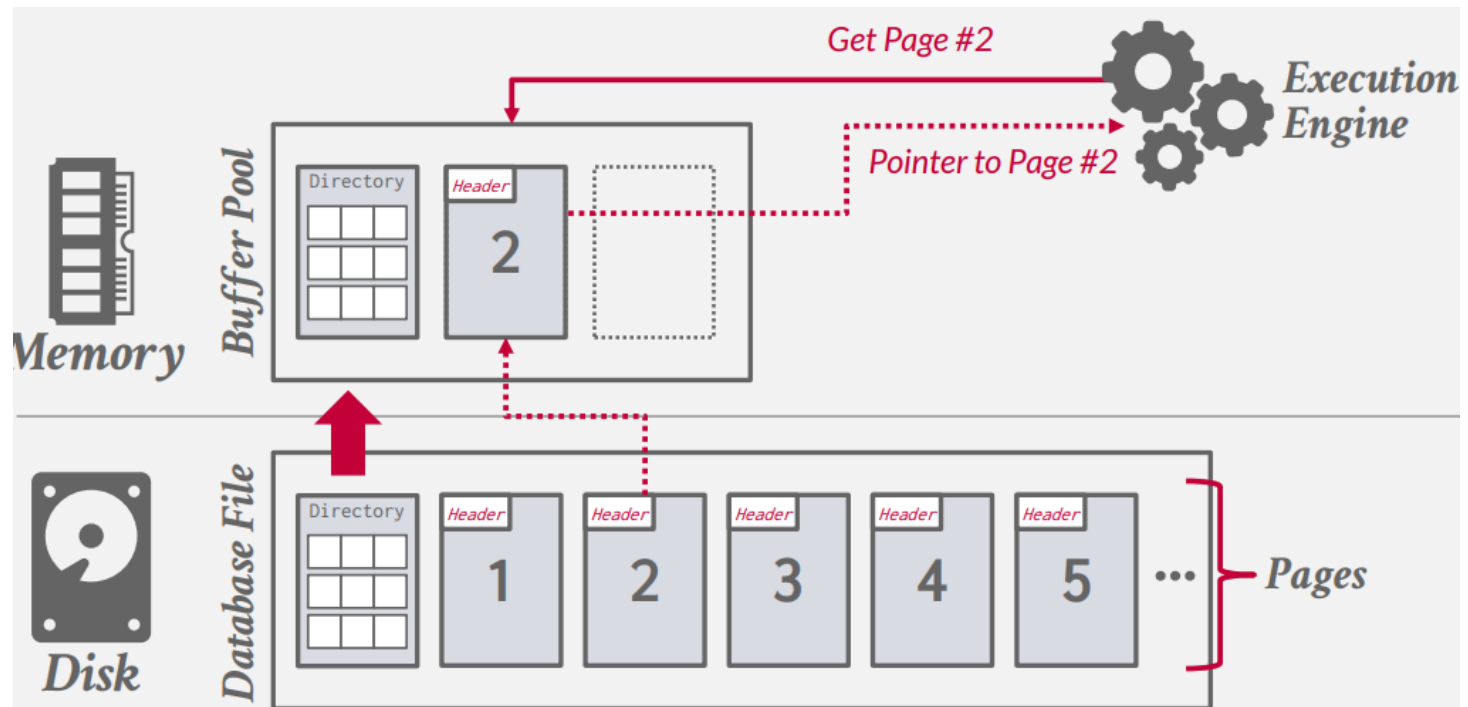 Get Page #2
Execution
Engine
Pointer to Page #2
Memory
Buffer Pool
Directory
Header
2
Disk
Database File
Directory
Header
1
Header
2
Header
3
Header
4
Header
5
...
Pages